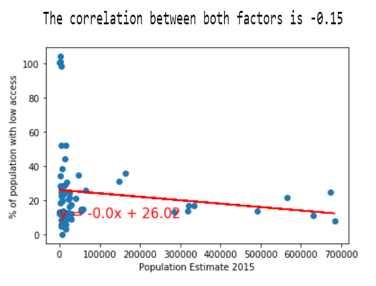 The correlation between both factors is -0.15
100
80
60
40
20
0
% of population with low access
y = -0.0x + 26.02
0 100000 200000 300000 400000 500000 600000 700000
Population Estimate 2015